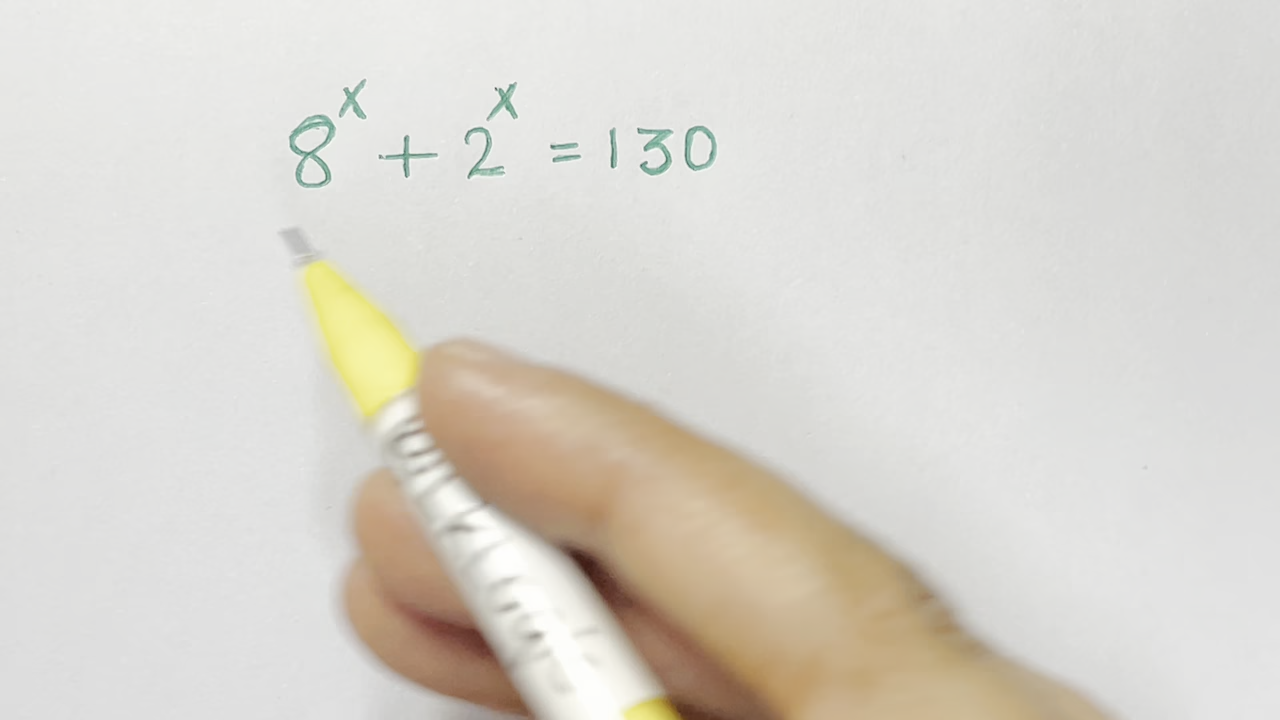 8^x + 2^x = 130